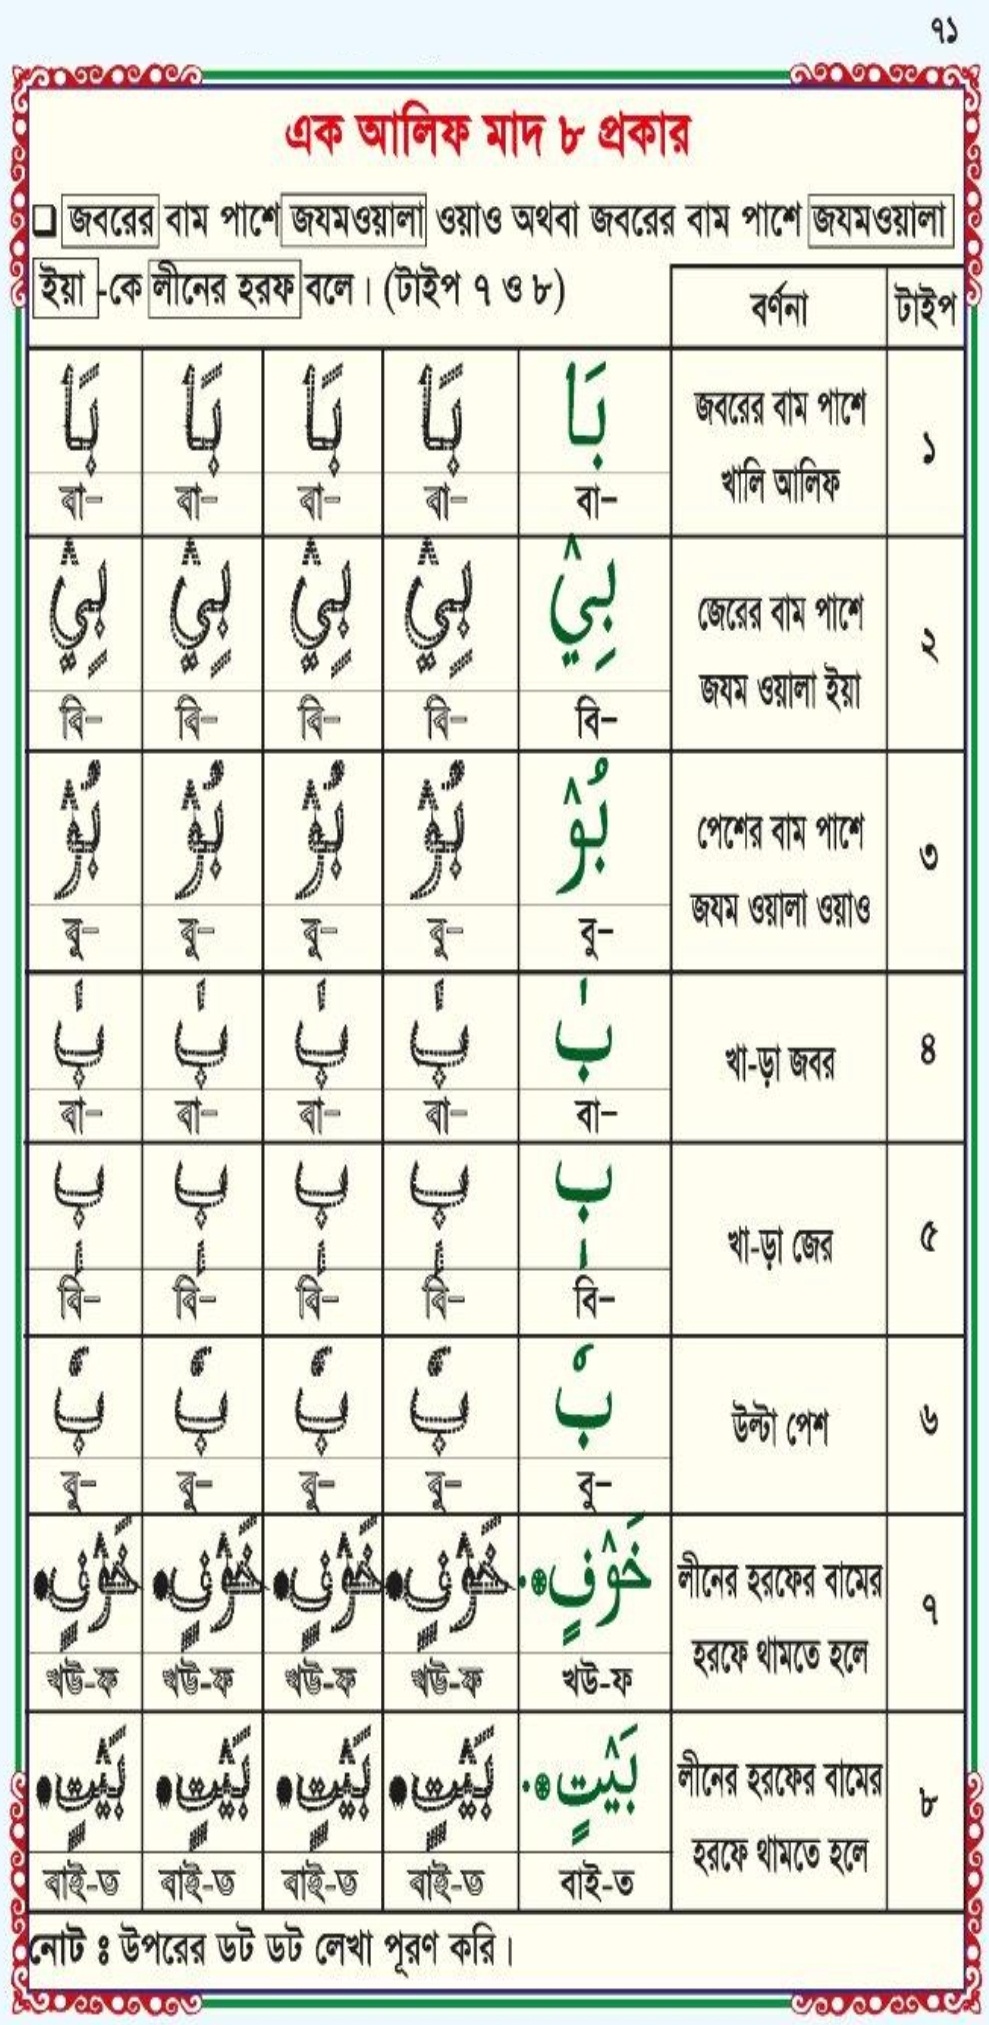 ৭১
এক আলিফ মাদ ৮ প্রকার
❑ জবরের বাম পাশে জযমওয়ালা ওয়াও অথবা জবরের বাম পাশে জযমওয়ালা
ইয়া -কে লীনের হরফ বলে। (টাইপ ৭ ও ৮)
বর্ণনা টাইপ
بَا بَا بَا بَا بَا
বা- বা- বা- বা- বা-
জবরের বাম পাশে
খালি আলিফ
১
بِيْ بِيْ بِيْ بِيْ بِيْ
বি- বি- বি- বি- বি-
জেরের বাম পাশে
জযম ওয়ালা ইয়া
২
بُوْ بُوْ بُوْ بُوْ بُوْ
বু- বু- বু- বু- বু-
পেশের বাম পাশে
জযম ওয়ালা ওয়াও
৩
بٰ بٰ بٰ بٰ بٰ
বা- বা- বা- বা- বা-
খা-ড়া জবর
৪
بٖ بٖ بٖ بٖ بٖ
বি- বি- বি- বি- বি-
খা-ড়া জের
৫
بٗ بٗ بٗ بٗ بٗ
বু- বু- বু- বু- বু-
উল্টা পেশ
৬
خَوْفٍ خَوْفٍ خَوْفٍ خَوْفٍ خَوْفٍ
খউ-ফ খউ-ফ খউ-ফ খউ-ফ খউ-ফ
লীনের হরফের বামের
হরফে থামতে হলে
৭
بَيْتٍ بَيْتٍ بَيْتٍ بَيْتٍ بَيْتٍ
বাই-ত বাই-ত বাই-ত বাই-ত বাই-ত
লীনের হরফের বামের
হরফে থামতে হলে
৮
নোট ঃ উপরের ডট ডট লেখা পূরণ করি।